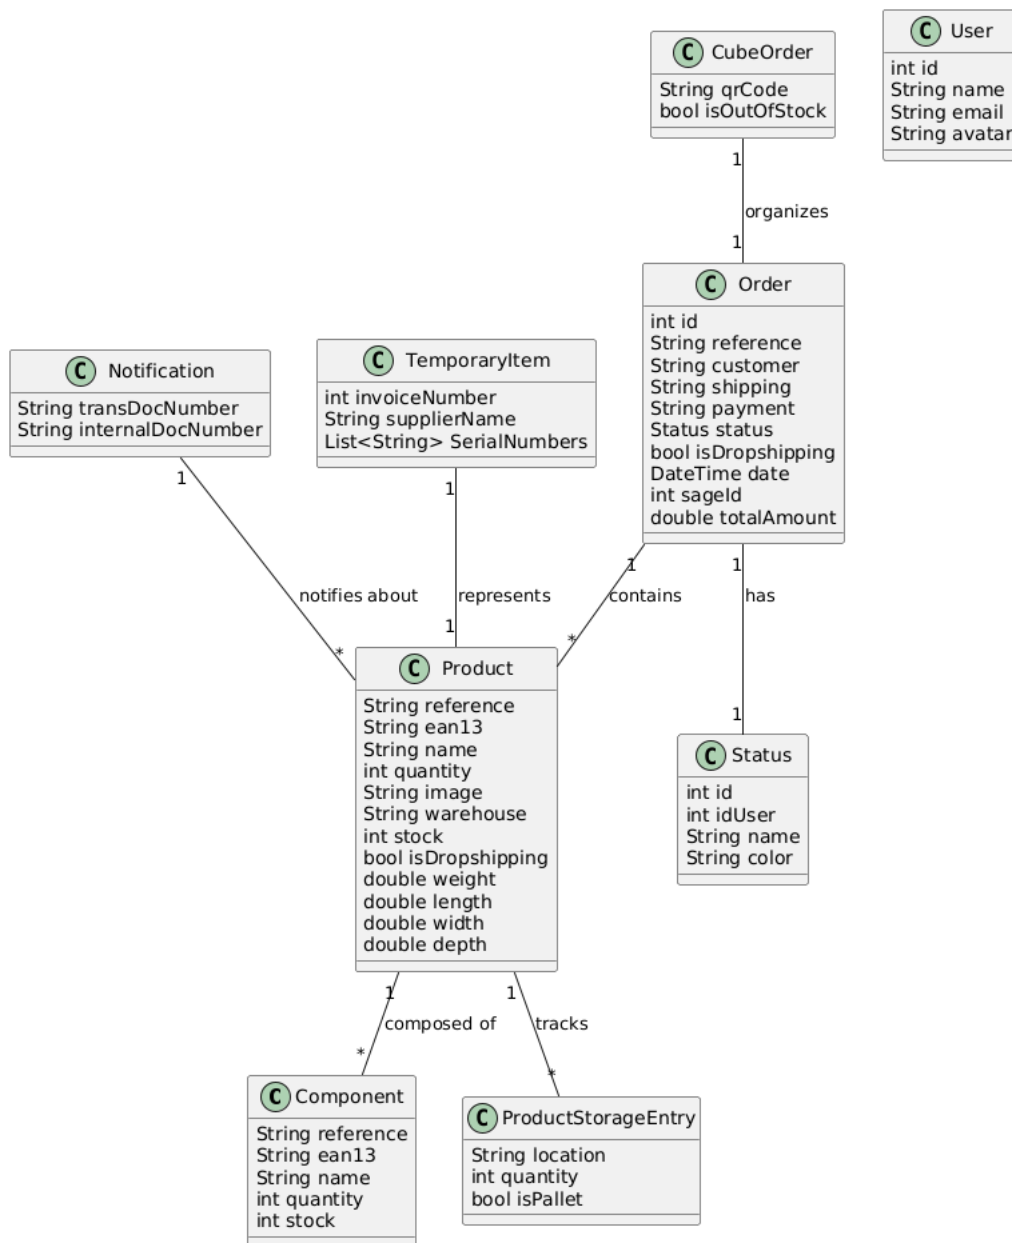 C CubeOrder
String qrCode
bool isOutOfStock
C User
int id
String name
String email
String avatar
1
organizes
1
C Order
int id
String reference
String customer
String shipping
String payment
Status status
bool isDropshipping
DateTime date
int sageId
double totalAmount
C Notification
String transDocNumber
String internalDocNumber
C TemporaryItem
int invoiceNumber
String supplierName
List<String> SerialNumbers
1
notifies about
*
1
represents
1
1
contains
*
1
has
1
C Product
String reference
String ean13
String name
int quantity
String image
String warehouse
int stock
bool isDropshipping
double weight
double length
double width
double depth
C Status
int id
int idUser
String name
String color
1
composed of
*
1
tracks
*
C Component
String reference
String ean13
String name
int quantity
int stock
C ProductStorageEntry
String location
int quantity
bool isPallet